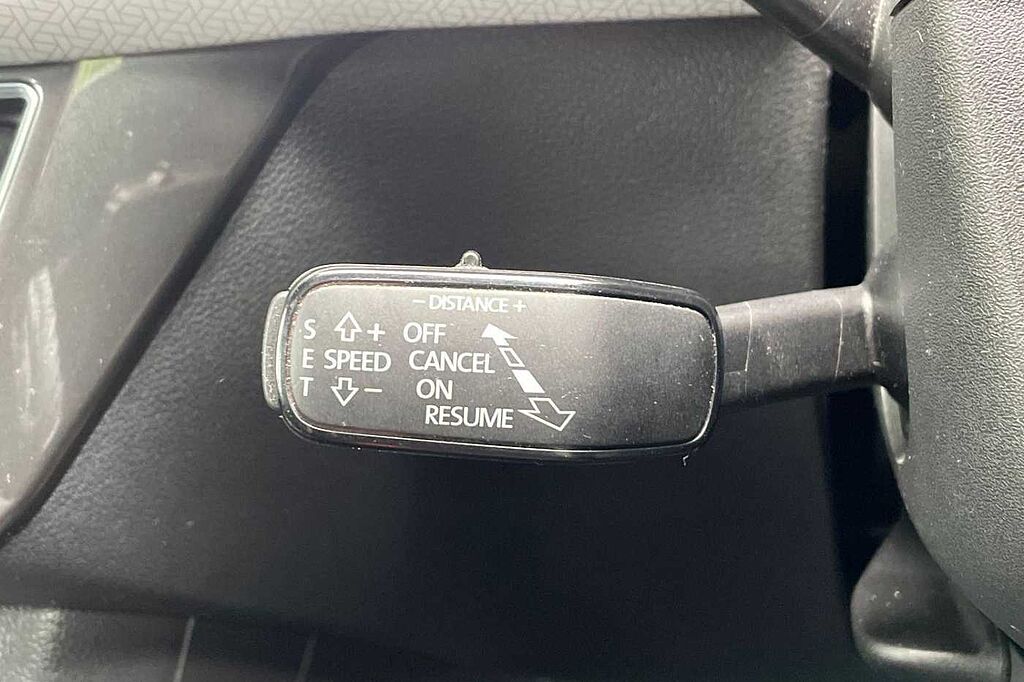 − DISTANCE +
S + OFF
E SPEED CANCEL
T − ON
RESUME